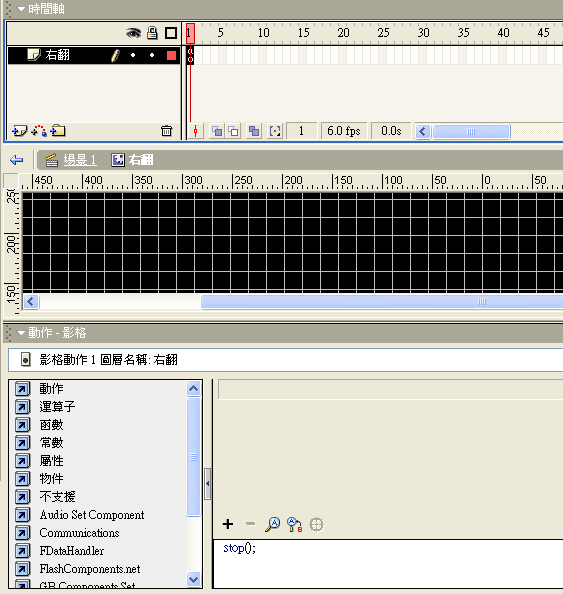 時間軸
1 5 10 15 20 25 30 35 40 45
右翻
1 6.0 fps 0.0s
場景 1 右翻
450 400 350 300 250 200 150 100 50 0 50
250
200
150
動作 - 影格
影格動作 1 圖層名稱: 右翻
動作
運算子
函數
常數
屬性
物件
不支援
Audio Set Component
Communications
FDataHandler
FlashComponents.net
GP Components Set
stop();